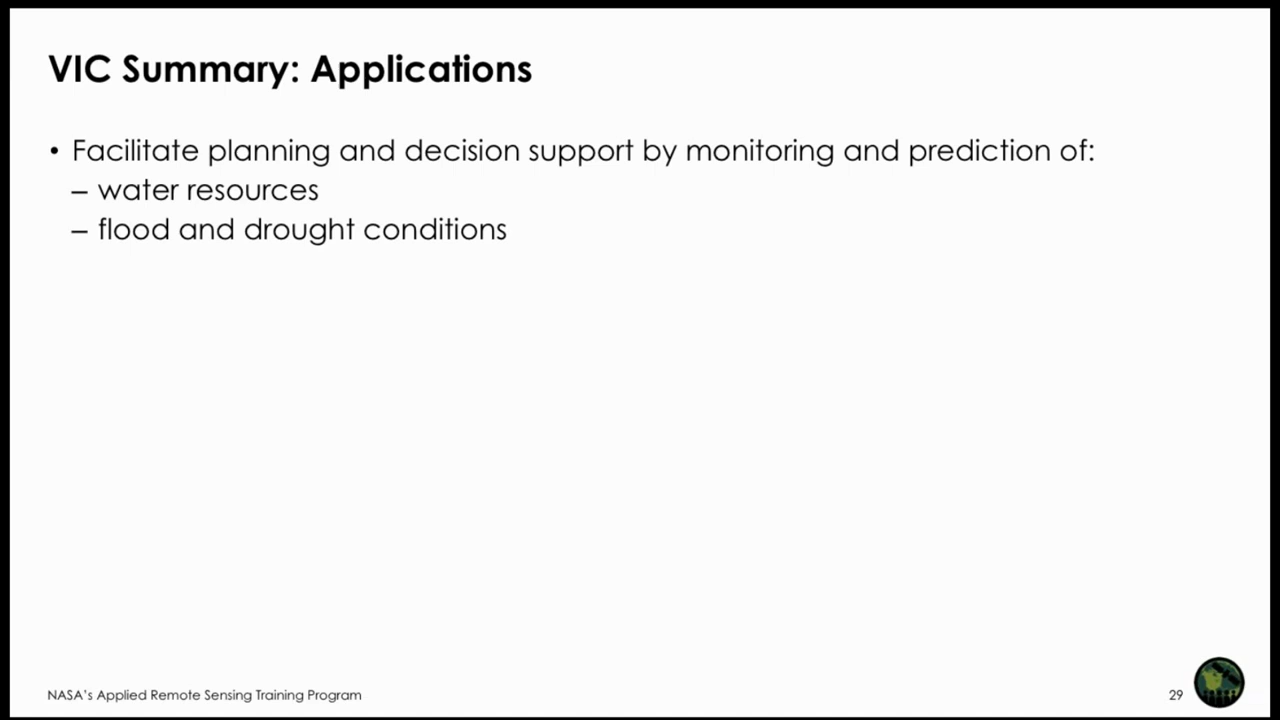 VIC Summary: Applications
• Facilitate planning and decision support by monitoring and prediction of:
– water resources
– flood and drought conditions
NASA's Applied Remote Sensing Training Program
29